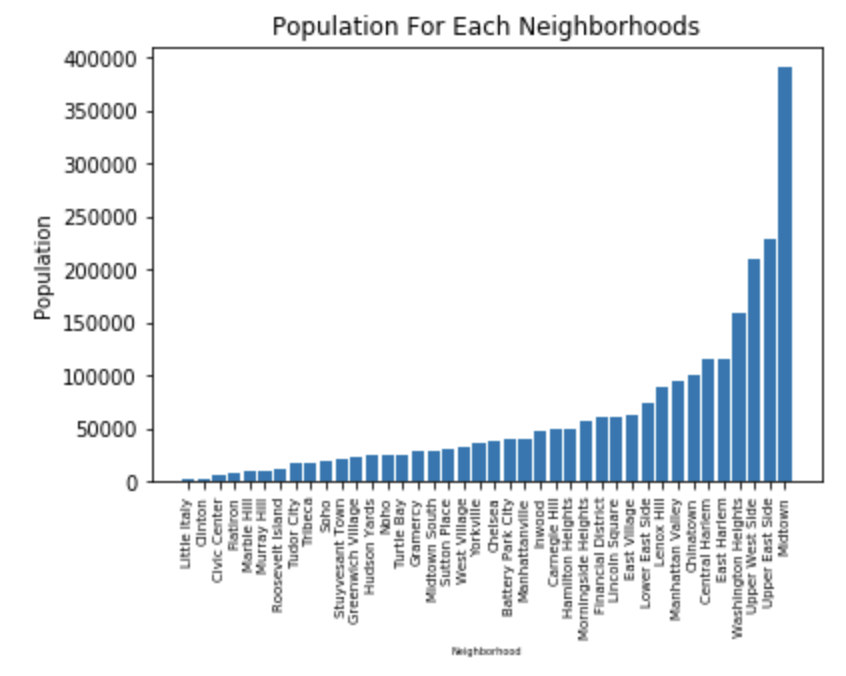 Population For Each Neighborhoods
400000
350000
300000
250000
200000
150000
100000
50000
0
Population
Little Italy
Clinton
Civic Center
Flatiron
Marble Hill
Murray Hill
Roosevelt Island
Tudor City
Tribeca
Soho
Stuyvesant Town
Greenwich Village
Hudson Yards
Noho
Turtle Bay
Gramercy
Midtown South
Sutton Place
West Village
Yorkville
Chelsea
Battery Park City
Manhattanville
Inwood
Carnegie Hill
Hamilton Heights
Morningside Heights
Financial District
Lincoln Square
East Village
Lower East Side
Lenox Hill
Manhattan Valley
Chinatown
Central Harlem
East Harlem
Washington Heights
Upper West Side
Upper East Side
Midtown
Neighborhood